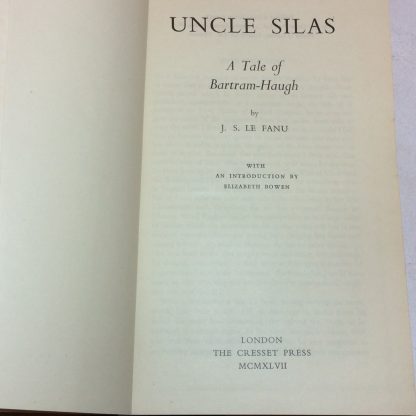 UNCLE SILAS
A Tale of
Bartram-Haugh
by
J. S. LE FANU
WITH
AN INTRODUCTION BY
ELIZABETH BOWEN
LONDON
THE CRESSET PRESS
MCMXLVII